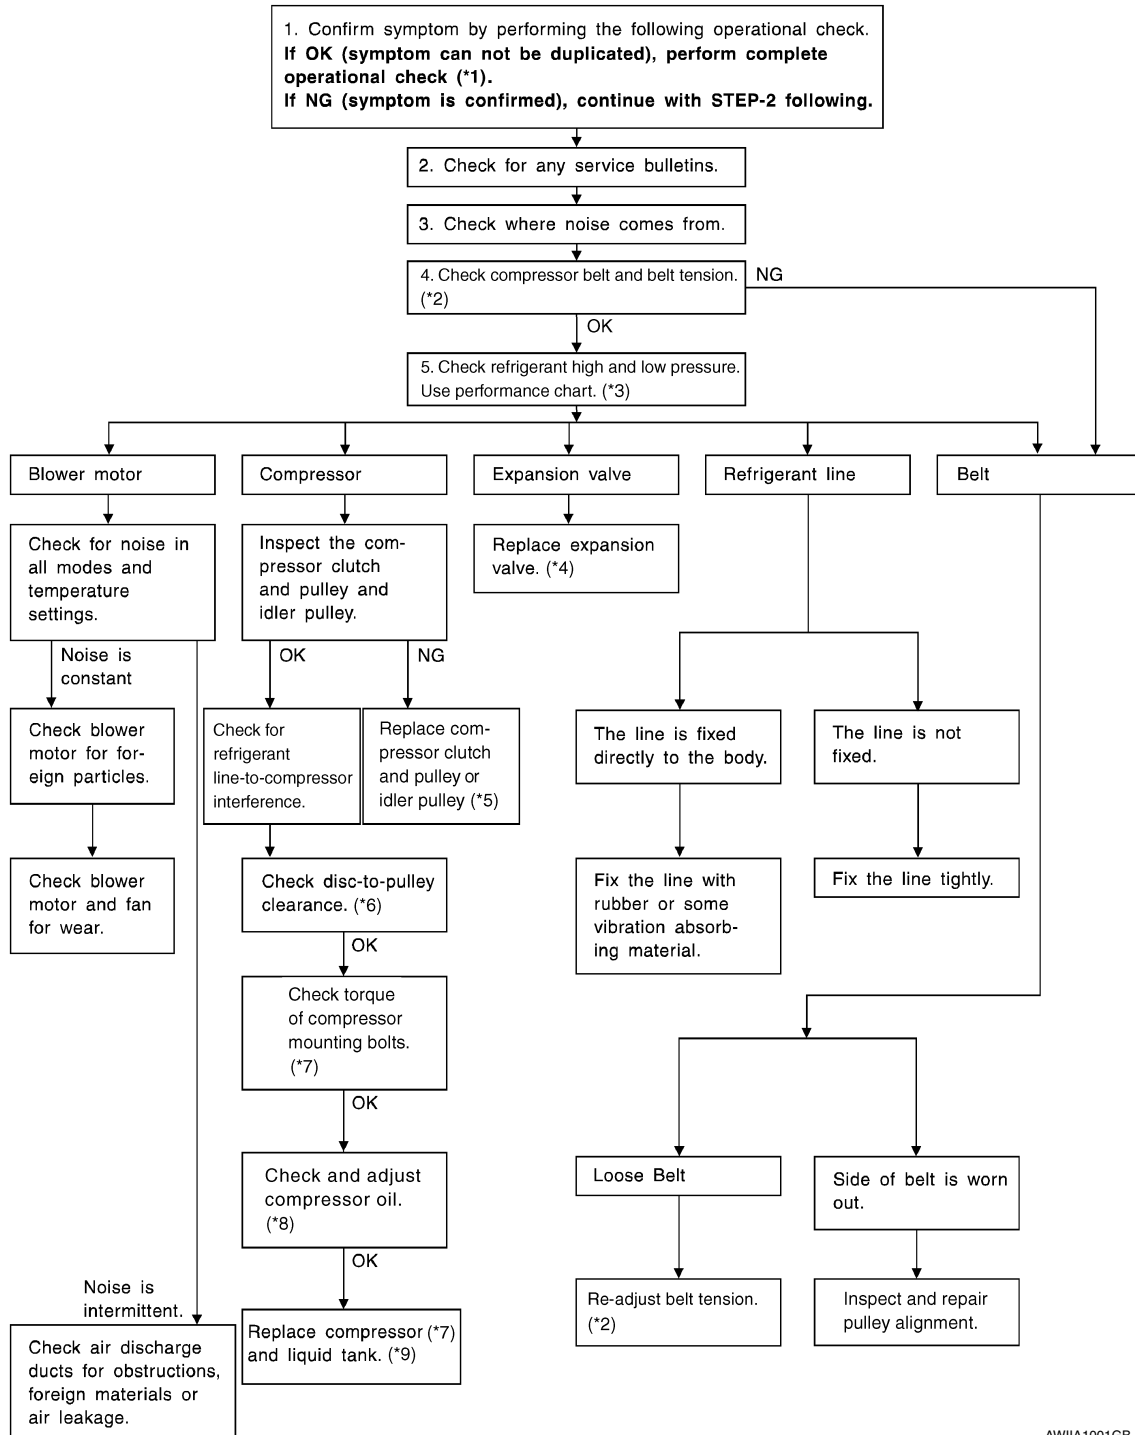 1. Confirm symptom by performing the following operational check.
If OK (symptom can not be duplicated), perform complete
operational check (*1).
If NG (symptom is confirmed), continue with STEP-2 following.
2. Check for any service bulletins.
3. Check where noise comes from.
4. Check compressor belt and belt tension.
(*2)
NG
OK
5. Check refrigerant high and low pressure.
Use performance chart. (*3)
Blower motor
Compressor
Expansion valve
Refrigerant line
Belt
Check for noise in
all modes and
temperature
settings.
Inspect the com-
pressor clutch
and pulley and
idler pulley.
Replace expansion
valve. (*4)
Noise is
constant
OK
NG
Check blower
motor for for-
eign particles.
Check for
refrigerant
line-to-compressor
interference.
Replace com-
pressor clutch
and pulley or
idler pulley (*5)
The line is fixed
directly to the body.
The line is not
fixed.
Check blower
motor and fan
for wear.
Check disc-to-pulley
clearance. (*6)
Fix the line with
rubber or some
vibration absorb-
ing material.
Fix the line tightly.
OK
Check torque
of compressor
mounting bolts.
(*7)
OK
Check and adjust
compressor oil.
(*8)
Loose Belt
Side of belt is worn
out.
OK
Noise is
intermittent.
Re-adjust belt tension.
(*2)
Inspect and repair
pulley alignment.
Replace compressor (*7)
and liquid tank. (*9)
Check air discharge
ducts for obstructions,
foreign materials or
air leakage.